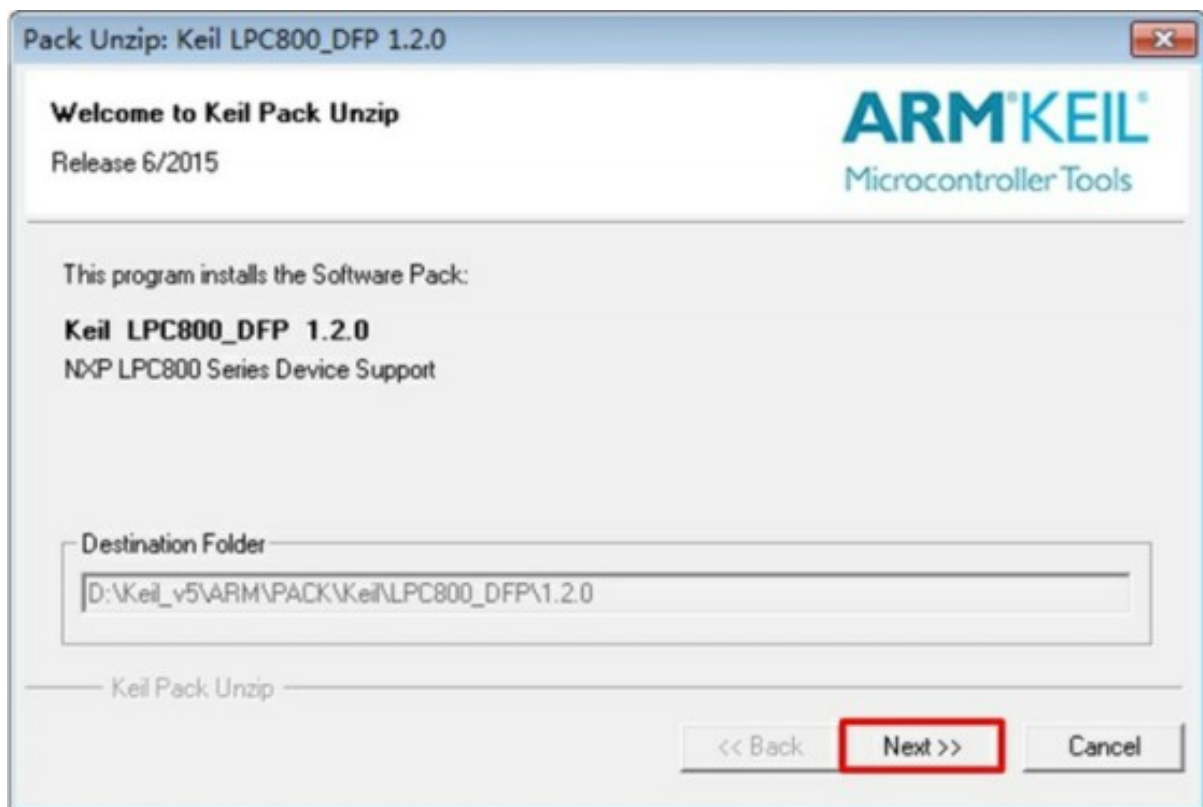 Pack Unzip: Keil LPC800_DFP 1.2.0
Welcome to Keil Pack Unzip
Release 6/2015
ARM®KEIL®
Microcontroller Tools
This program installs the Software Pack:
Keil LPC800_DFP 1.2.0
NXP LPC800 Series Device Support
Destination Folder
D:\Keil_v5\ARM\PACK\Keil\LPC800_DFP\1.2.0
Keil Pack Unzip
<< Back Next >> Cancel